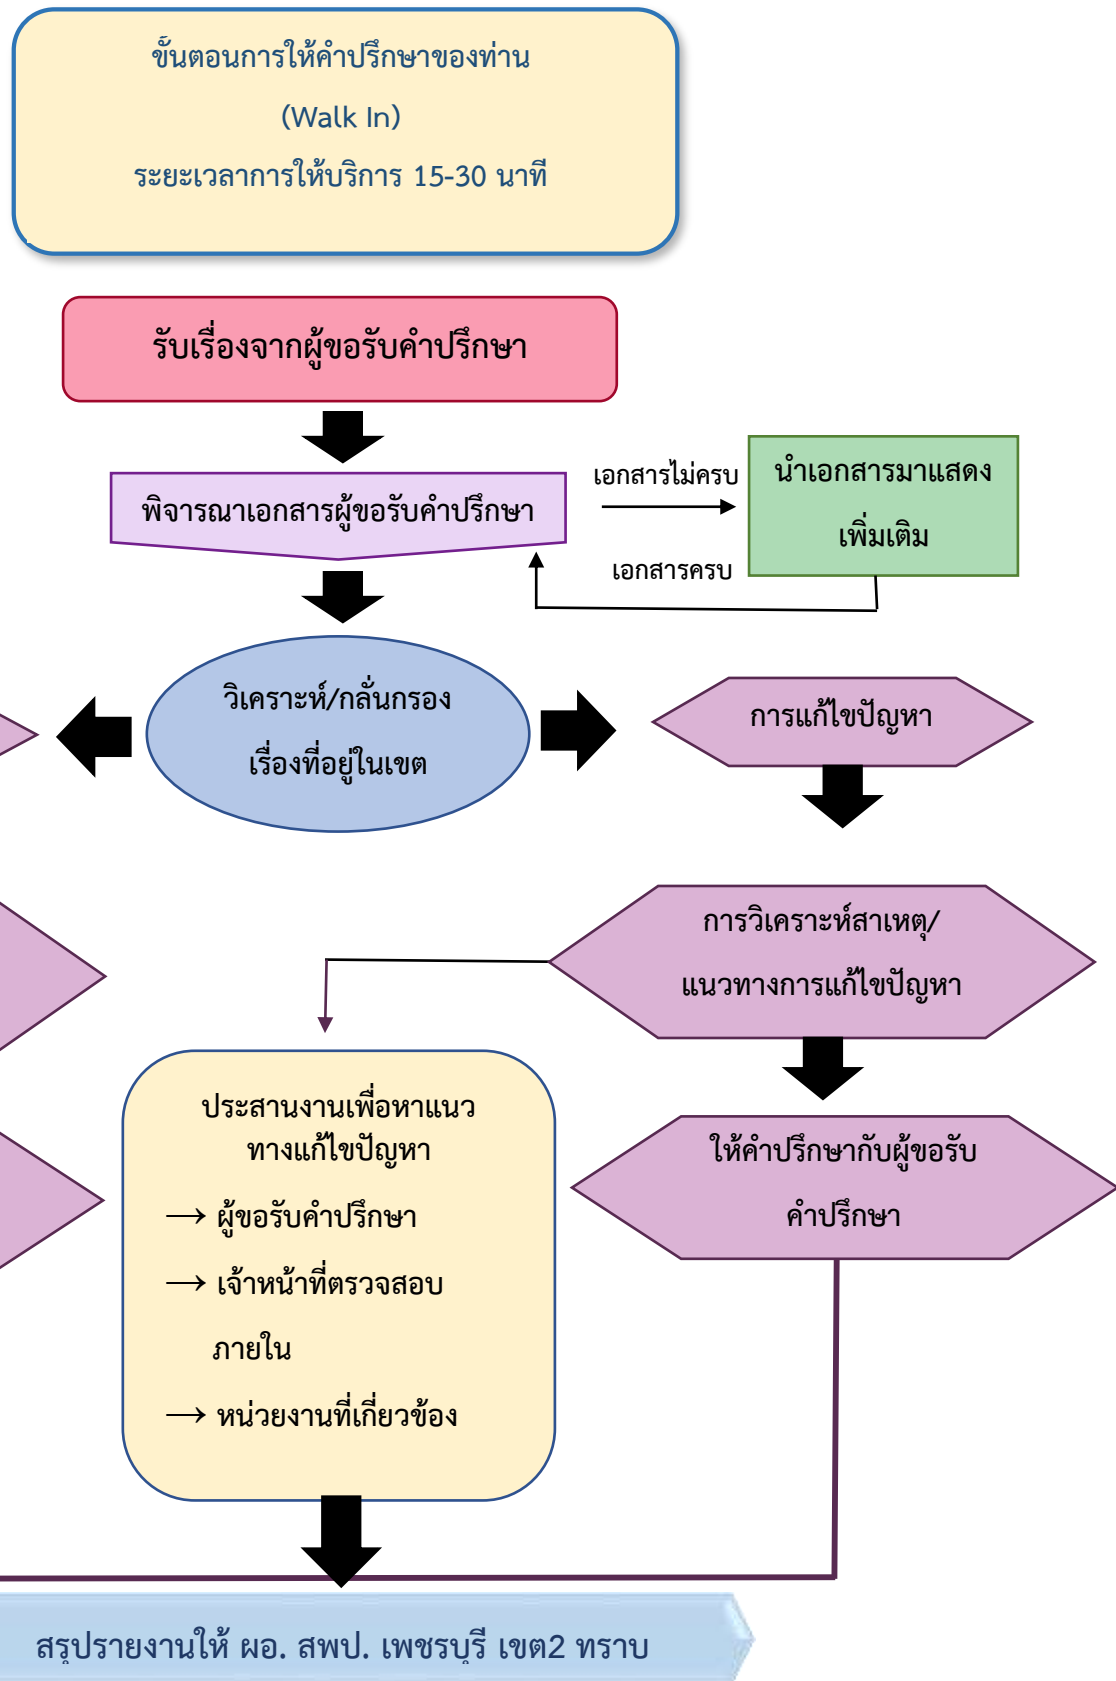 ขั้นตอนการให้คำปรึกษาของท่าน
(Walk In)
ระยะเวลาการให้บริการ 15-30 นาที
รับเรื่องจากผู้ขอรับคำปรึกษา
พิจารณาเอกสารผู้ขอรับคำปรึกษา
เอกสารไม่ครบ
นำเอกสารมาแสดง
เพิ่มเติม
เอกสารครบ
วิเคราะห์/กลั่นกรอง
เรื่องที่อยู่ในเขต
การแก้ไขปัญหา
การวิเคราะห์สาเหตุ/
แนวทางการแก้ไขปัญหา
ประสานงานเพื่อหาแนว
ทางแก้ไขปัญหา
→ ผู้ขอรับคำปรึกษา
→ เจ้าหน้าที่ตรวจสอบ
ภายใน
→ หน่วยงานที่เกี่ยวข้อง
ให้คำปรึกษากับผู้ขอรับ
คำปรึกษา
สรุปรายงานให้ ผอ. สพป. เพชรบุรี เขต2 ทราบ